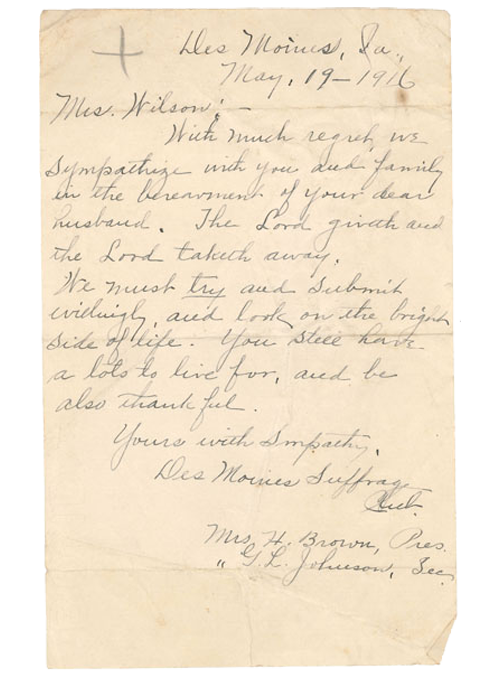 Des Moines, Ia.,
May, 19-1916
Mrs. Wilson:-
With much regret, we
sympathize with you and family
in the bereavment of your dear
husband. The Lord giveth and
the Lord taketh away.
We must try and submit
willingly, and look on the bright
side of life. You still have
a lots to live for, and be
also thankful.
Yours with Smpathy,
Des Moines Suffrag
Club.
Mrs. H. Brown, Pres.
" G.L. Johnson, Sec.